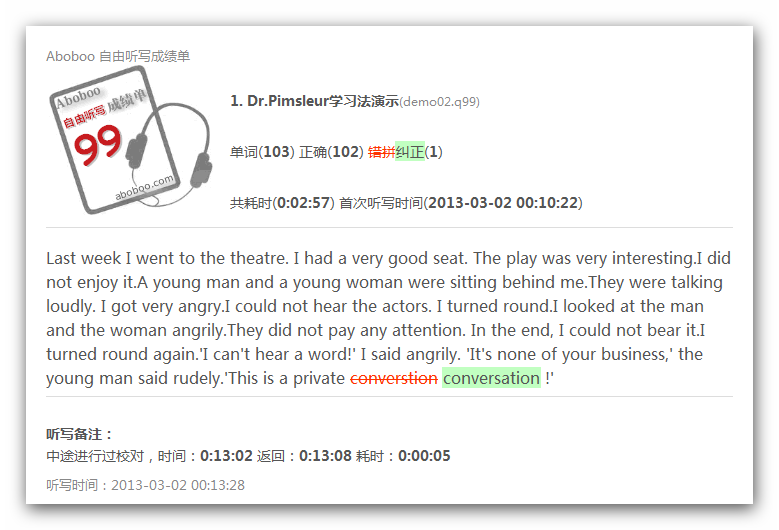 Aboboo 自由听写成绩单
Aboboo
自由听写 成绩单
99
aboboo.com
1. Dr.Pimsleur学习法演示(demo02.q99)
单词(103) 正确(102) 错拼纠正(1)
共耗时(0:02:57) 首次听写时间(2013-03-02 00:10:22)
Last week I went to the theatre. I had a very good seat. The play was very interesting.I did
not enjoy it.A young man and a young woman were sitting behind me.They were talking
loudly. I got very angry.I could not hear the actors. I turned round.I looked at the man
and the woman angrily.They did not pay any attention. In the end, I could not bear it.I
turned round again.'I can't hear a word!' I said angrily. 'It's none of your business,' the
young man said rudely.'This is a private converstion conversation !'
听写备注：
中途进行过校对，时间：0:13:02 返回：0:13:08 耗时：0:00:05
听写时间：2013-03-02 00:13:28